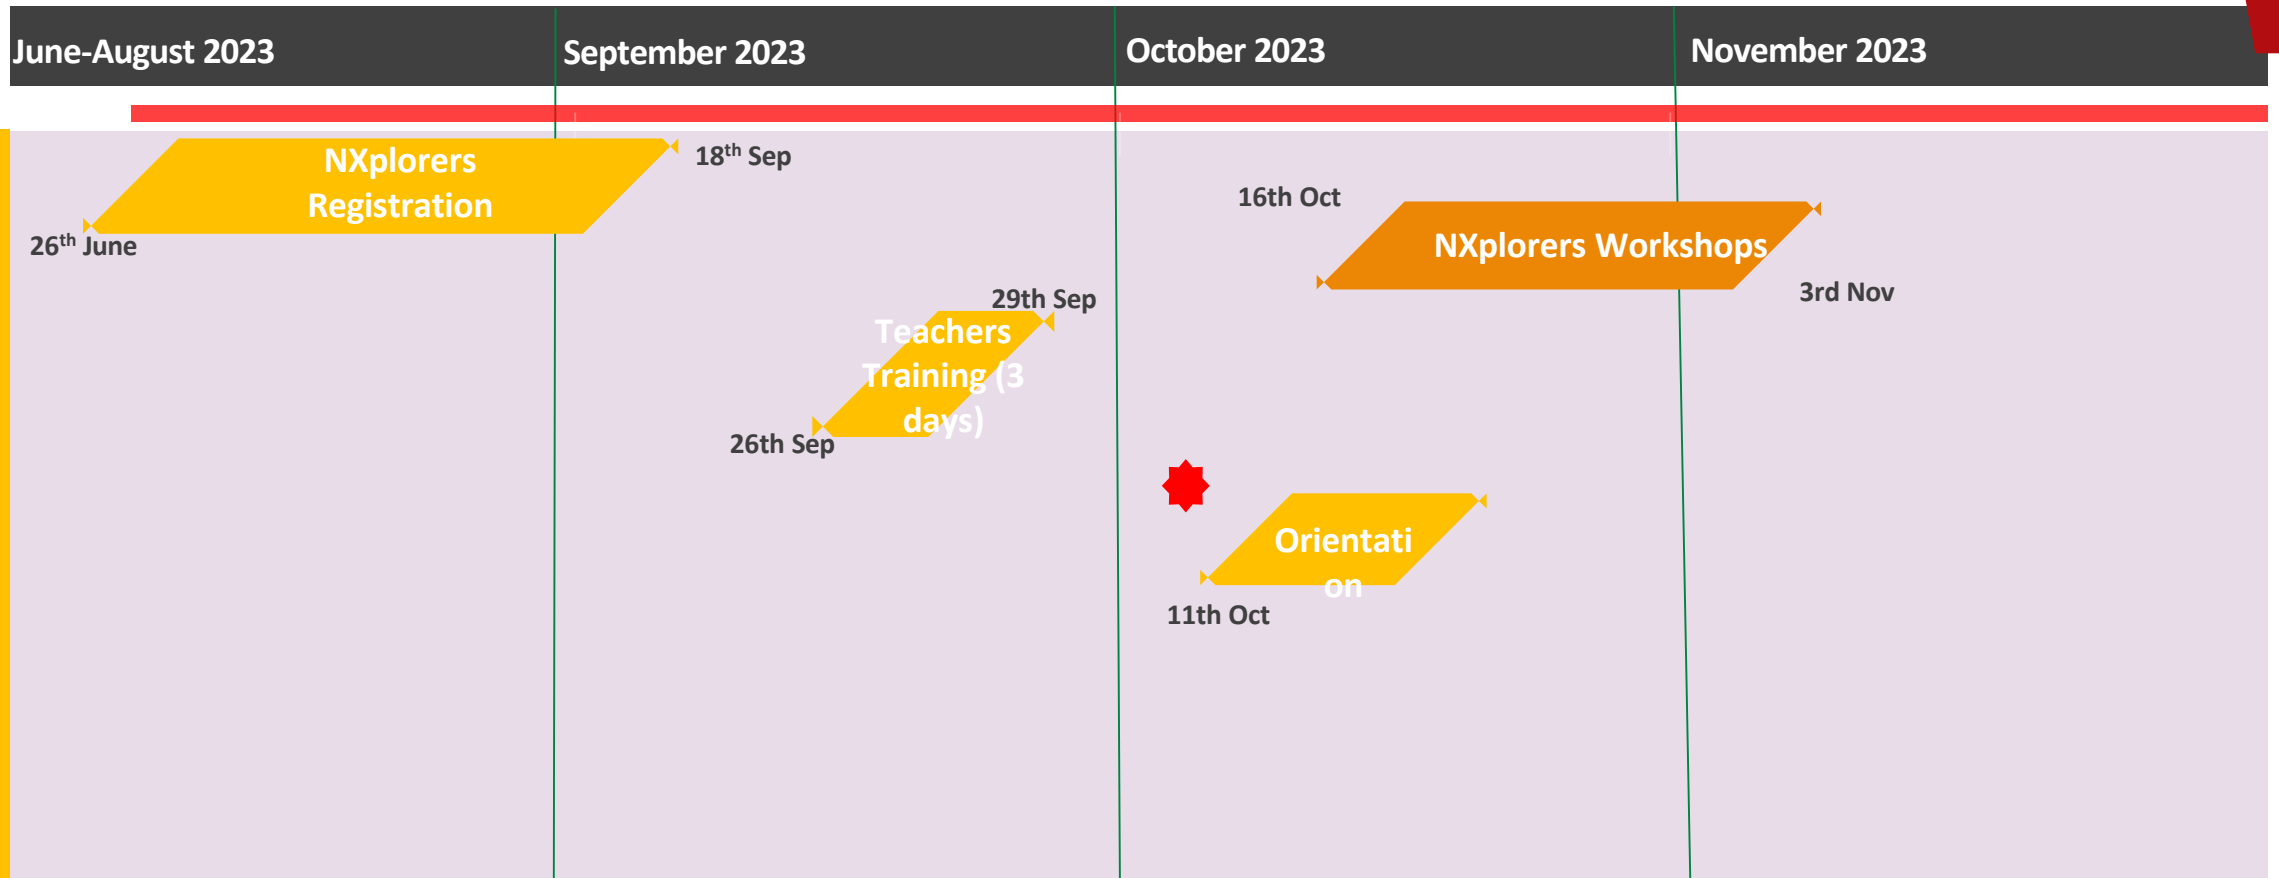 June-August 2023
September 2023
October 2023
November 2023
NXplorers
Registration
18th Sep
26th June
16th Oct
NXplorers Workshops
3rd Nov
29th Sep
Teachers
Training (3
days)
26th Sep
Orientati
on
11th Oct